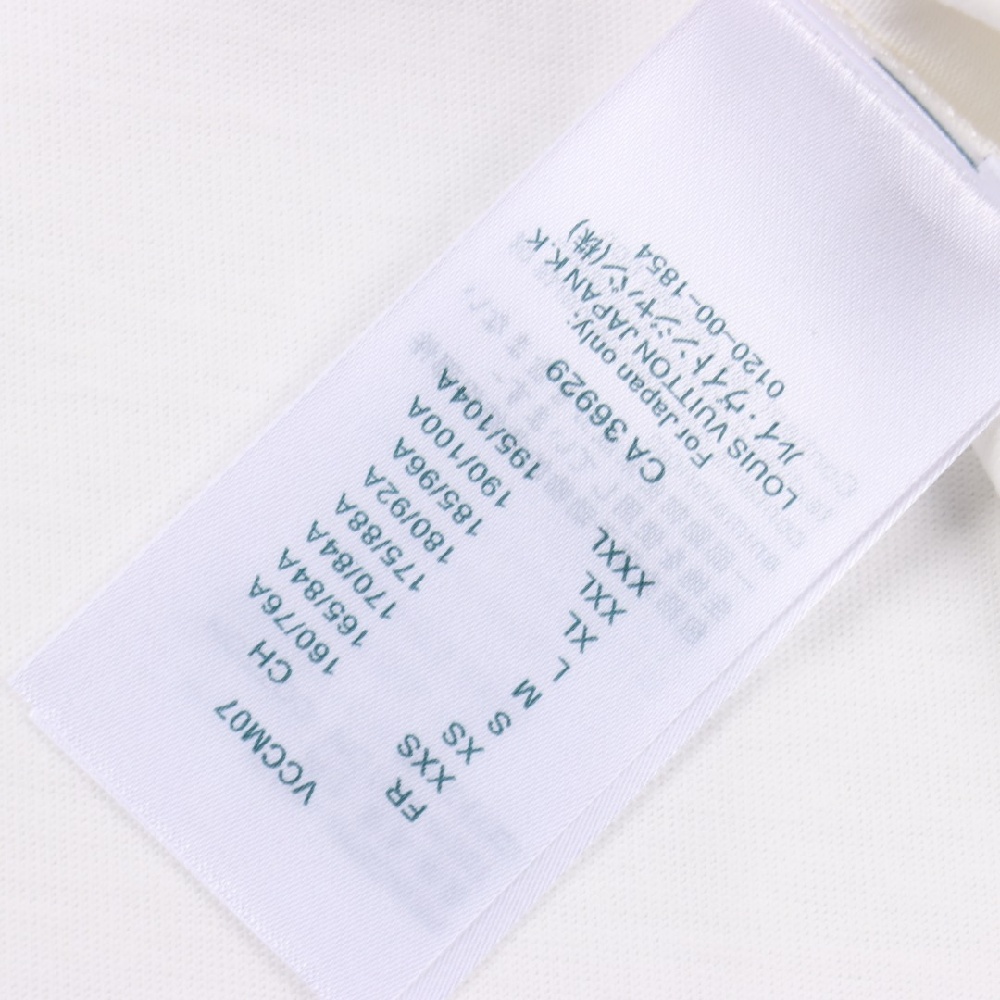 VCCM07
FR CH
XXS 160/76A
XS 165/84A
S 170/84A
M 175/88A
L 180/92A
XL 185/96A
XXL 190/100A
XXXL 195/104A
CA 36929
For Japan only:
LOUIS VUITTON JAPAN K.K
ルイ・ヴィトンジャパン(株)
0120-00-1854